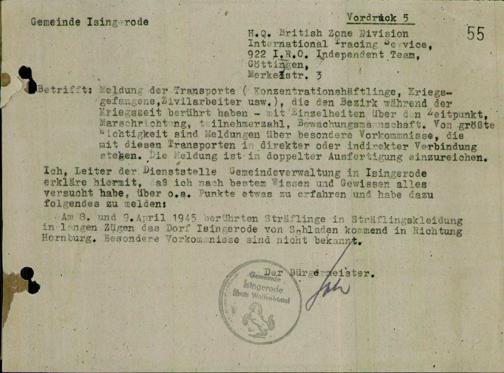 Gemeinde Isingerode
Vordruck 5
55
H.Q. British Zone Division
International Tracing Service,
922 I.R.O. Independent Team,
Göttingen,
Merkelstr. 3
Betrifft: Meldung der Transporte ( Konzentrationshäftlinge, Kriegs-
gefangene,Zivilarbeiter usw.), die den Bezirk während der
Kriegszeit berührt haben - mit Einzelheiten über den Zeitpunkt,
Marschrichtung, Teilnehmerzahl, Bewachungsmannschaft. Von größte
Wichtigkeit sind Meldungen über besondere Vorkommnisse, die
mit diesen Transporten in direkter oder indirekter Verbindung
stehen. Die Meldung ist in doppelter Ausfertigung einzureichen.
Ich, Leiter der Dienststelle Gemeindeverwaltung in Isingerode
erkläre hiermit, daß ich nach bestem Wissen und Gewissen alles
versucht habe, über o.a. Punkte etwas zu erfahren und habe dazu
folgendes zu melden:
Am 8. und 9.April 1945 berührten Sträflinge in Sträflingskleidung
in langen Zügen das Dorf Isingerode von Schladen kommend in Richtung
Hornburg. Besondere Vorkommnisse sind nicht bekannt.
Der Bürgermeister.
Gemeinde
Isingerode
Kreis Wolfenbüttel